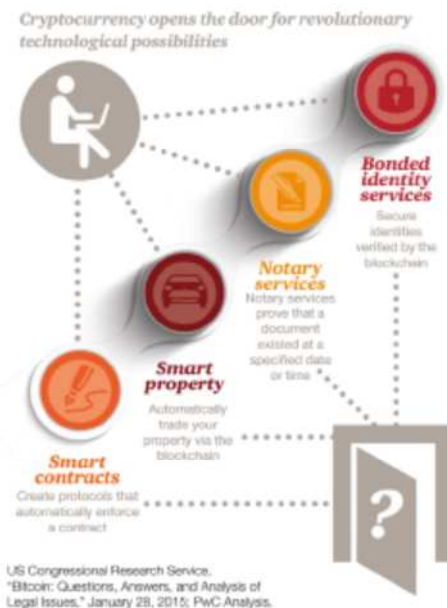 Cryptocurrency opens the door for revolutionary
technological possibilities
Bonded
identity
services
Secure
identities
verified by the
blockchain
Notary
services
Notary services
prove that a
document
existed at a
specified date
or time
Smart
property
Automatically
trade your
property via the
blockchain
Smart
contracts
Create protocols that
automatically enforce
a contract
?
US Congressional Research Service,
"Bitcoin: Questions, Answers, and Analysis of
Legal Issues," January 28, 2015; PwC Analysis.